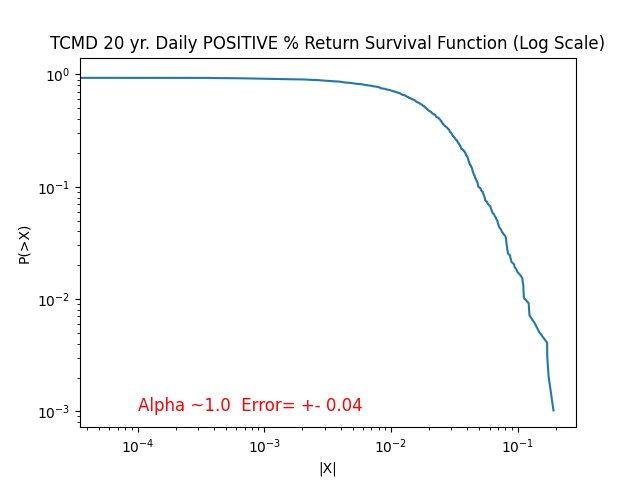 TCMD 20 yr. Daily POSITIVE % Return Survival Function (Log Scale)
10⁰
10⁻¹
10⁻²
10⁻³
P(>X)
Alpha ~1.0  Error= +- 0.04
10⁻⁴ 10⁻³ 10⁻² 10⁻¹
|X|